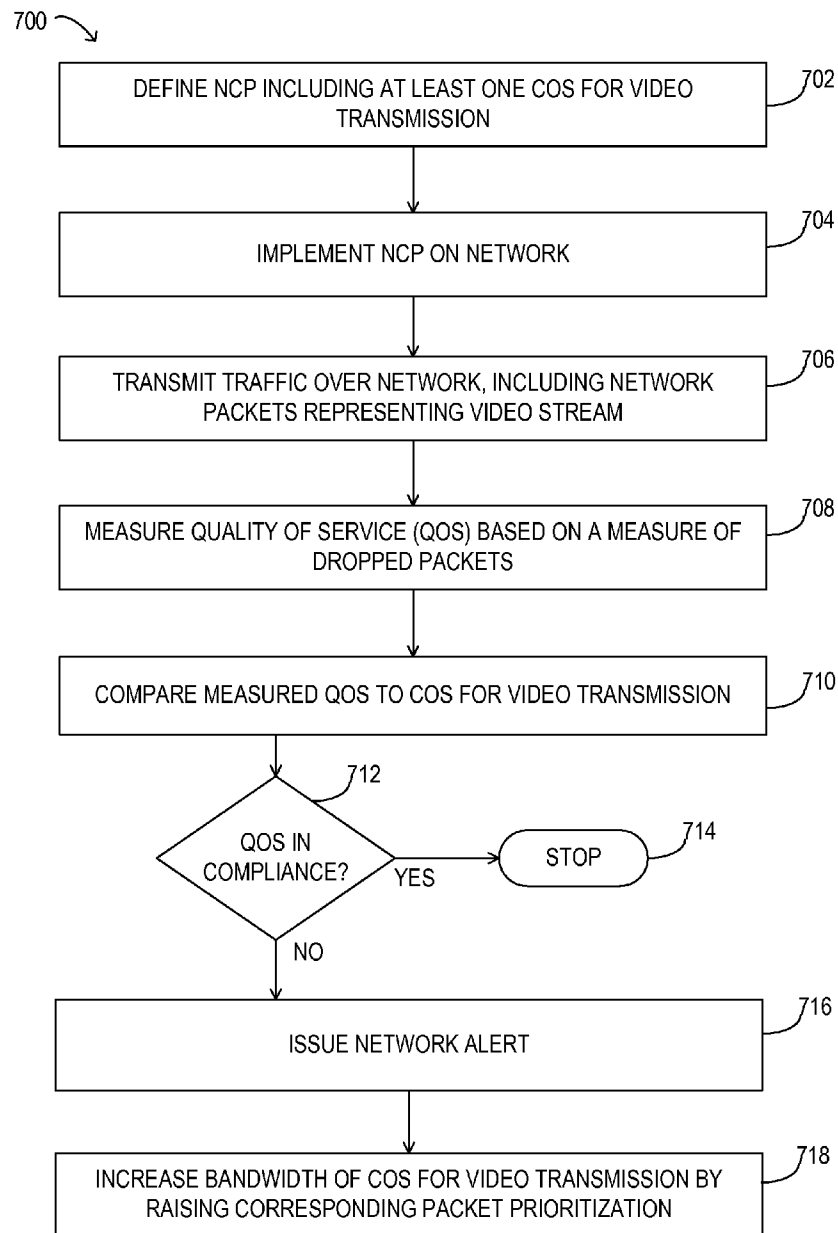 700
DEFINE NCP INCLUDING AT LEAST ONE COS FOR VIDEO
TRANSMISSION
702
IMPLEMENT NCP ON NETWORK
704
TRANSMIT TRAFFIC OVER NETWORK, INCLUDING NETWORK
PACKETS REPRESENTING VIDEO STREAM
706
MEASURE QUALITY OF SERVICE (QOS) BASED ON A MEASURE OF
DROPPED PACKETS
708
COMPARE MEASURED QOS TO COS FOR VIDEO TRANSMISSION
710
712
QOS IN
COMPLIANCE?
YES
STOP
714
NO
ISSUE NETWORK ALERT
716
INCREASE BANDWIDTH OF COS FOR VIDEO TRANSMISSION BY
RAISING CORRESPONDING PACKET PRIORITIZATION
718